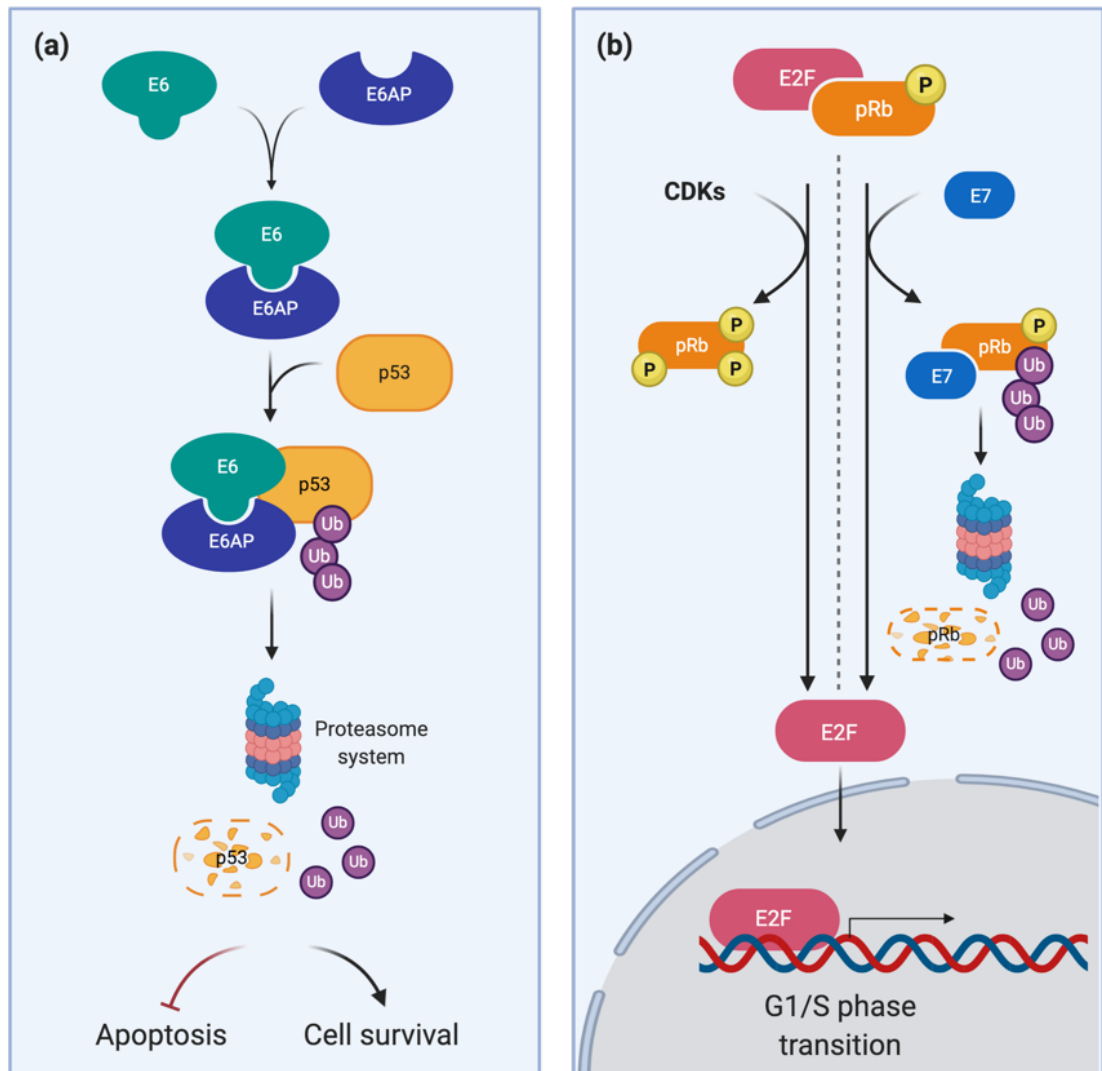 (a)
E6
E6AP
E6
E6AP
p53
E6
p53
E6AP
Ub
Ub
Ub
Proteasome
system
Ub
p53
Ub
Ub
Apoptosis
Cell survival
(b)
E2F
P
pRb
CDKs
E7
P
pRb
P
P
P
pRb
E7
Ub
Ub
Ub
Ub
pRb
Ub
Ub
E2F
E2F
G1/S phase
transition